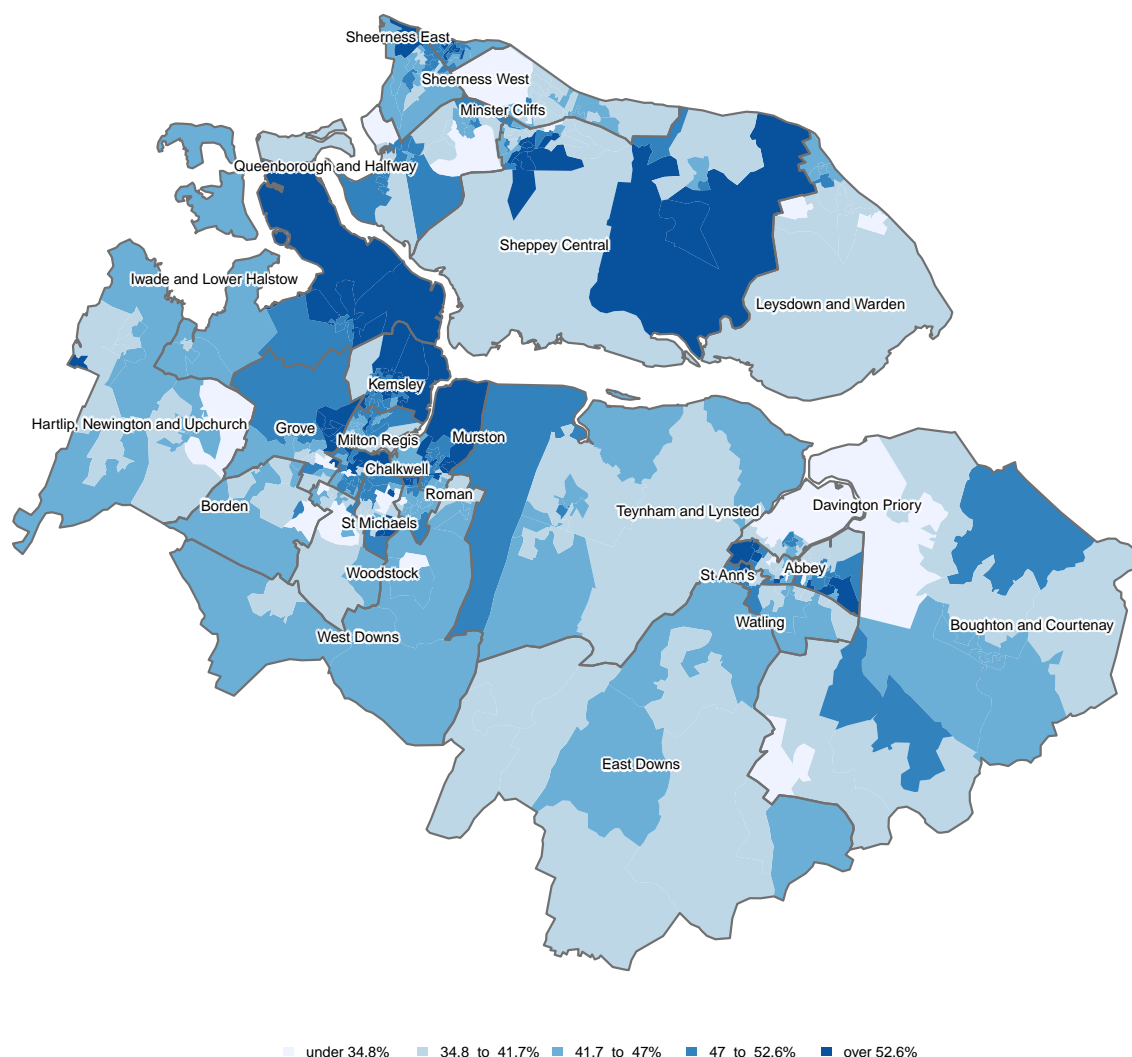 Sheerness East
Sheerness West
Minster Cliffs
Queenborough and Halfway
Sheppey Central
Iwade and Lower Halstow
Leysdown and Warden
Kemsley
Hartlip, Newington and Upchurch
Grove
Milton Regis
Murston
Chalkwell
Roman
Borden
St Michaels
Teynham and Lynsted
Davington Priory
Woodstock
St Ann's
Abbey
Watling
Boughton and Courtenay
West Downs
East Downs
under 34.8% 34.8 to 41.7% 41.7 to 47% 47 to 52.6% over 52.6%